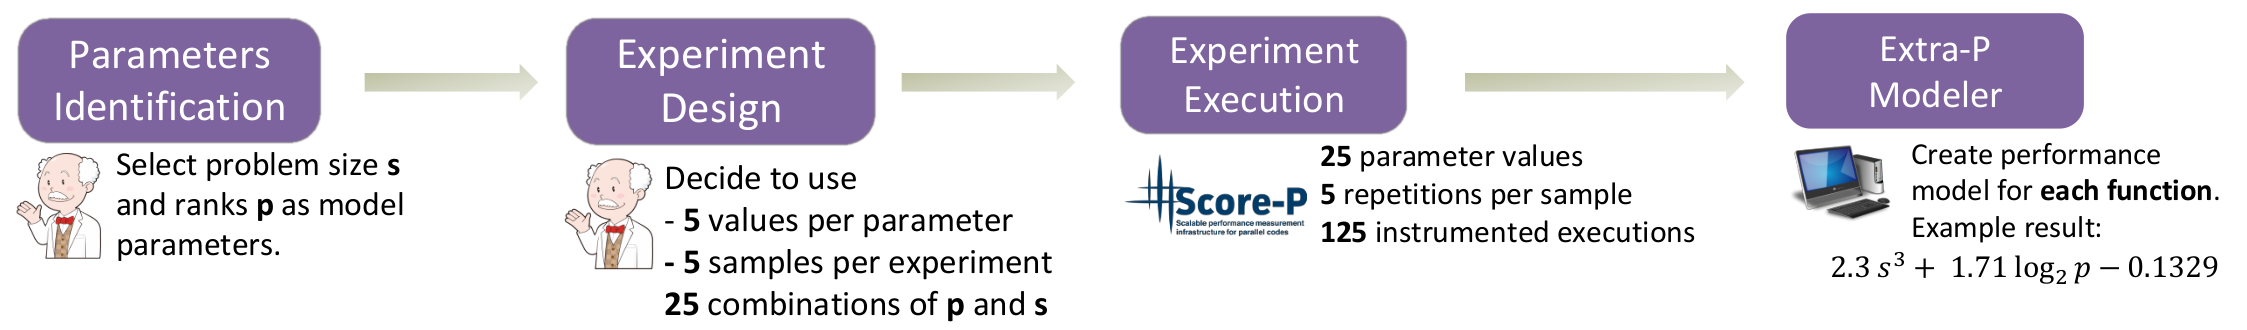 Parameters
Identification
Select problem size s
and ranks p as model
parameters.
Experiment
Design
Decide to use
- 5 values per parameter
- 5 samples per experiment
25 combinations of p and s
Experiment
Execution
Score-P
Scalable performance measurement
infrastructure for parallel codes
25 parameter values
5 repetitions per sample
125 instrumented executions
Extra-P
Modeler
Create performance
model for each function.
Example result:
2.3 s³ + 1.71 log₂ p − 0.1329